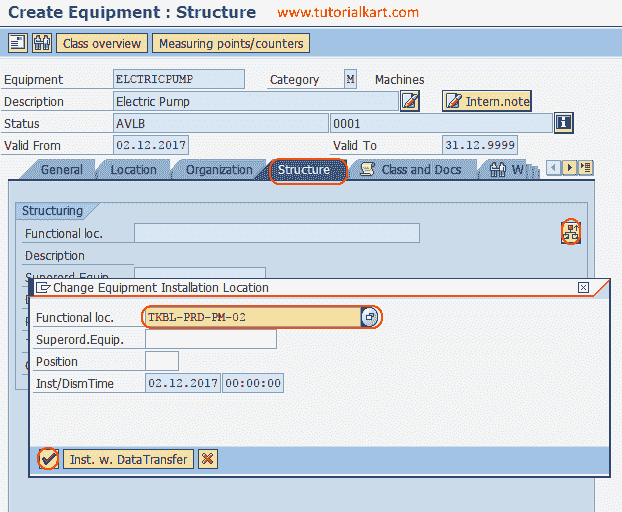 Create Equipment : Structure www.tutorialkart.com
Class overview Measuring points/counters
Equipment ELCTRICPUMP Category M Machines
Description Electric Pump Intern.note
Status AVLB 0001
Valid From 02.12.2017 Valid To 31.12.9999
General Location Organization Structure Class and Docs W
Structuring
Functional loc.
Description
Superord.Equip.
Change Equipment Installation Location
Functional loc. TKBL-PRD-PM-02
Superord.Equip.
Position
Inst/DismTime 02.12.2017 00:00:00
Inst. w. DataTransfer